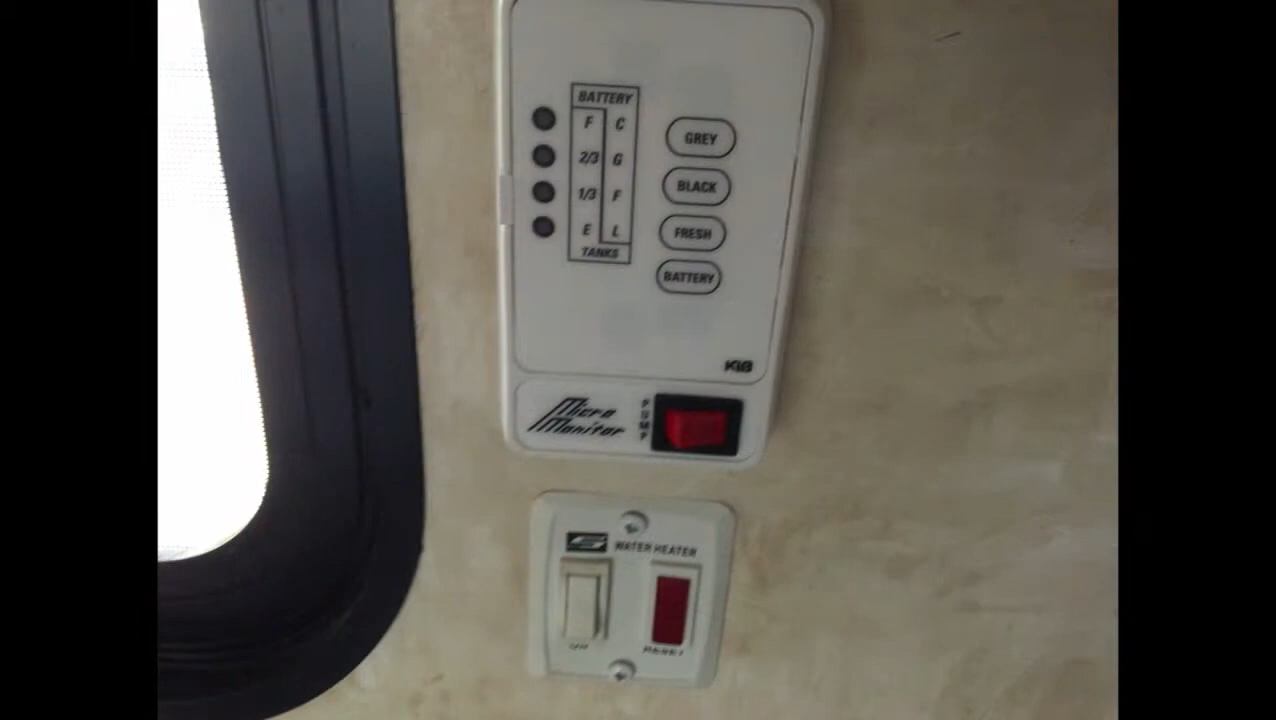 BATTERY
F C
2/3 G
1/3 F
E L
TANKS
GREY
BLACK
FRESH
BATTERY
KIB
Micro
Monitor
PUMP
WATER HEATER